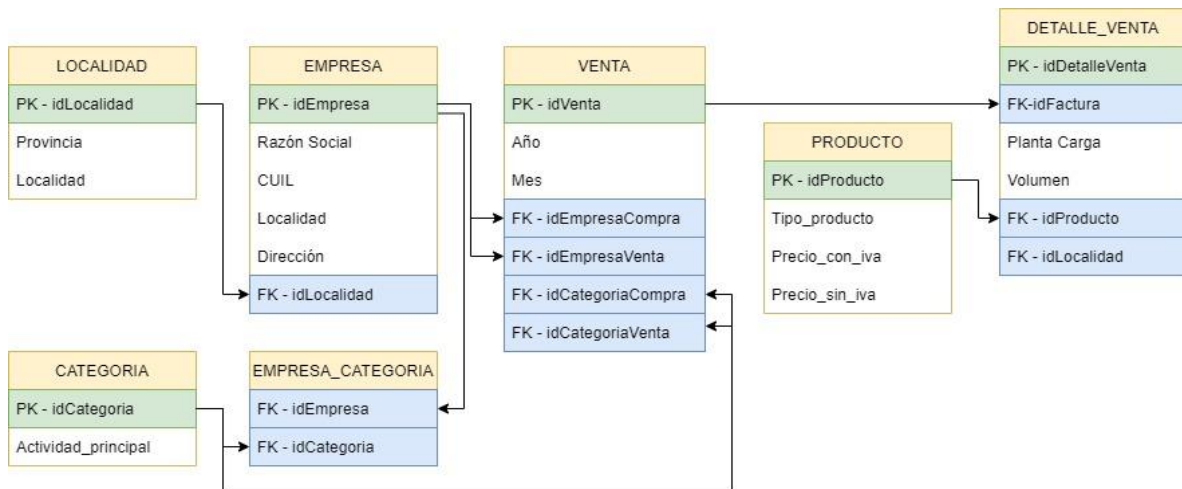 LOCALIDAD
PK - idLocalidad
Provincia
Localidad
EMPRESA
PK - idEmpresa
Razón Social
CUIL
Localidad
Dirección
FK - idLocalidad
VENTA
PK - idVenta
Año
Mes
FK - idEmpresaCompra
FK - idEmpresaVenta
FK - idCategoriaCompra
FK - idCategoriaVenta
PRODUCTO
PK - idProducto
Tipo_producto
Precio_con_iva
Precio_sin_iva
DETALLE_VENTA
PK - idDetalleVenta
FK-idFactura
Planta Carga
Volumen
FK - idProducto
FK - idLocalidad
CATEGORIA
PK - idCategoria
Actividad_principal
EMPRESA_CATEGORIA
FK - idEmpresa
FK - idCategoria